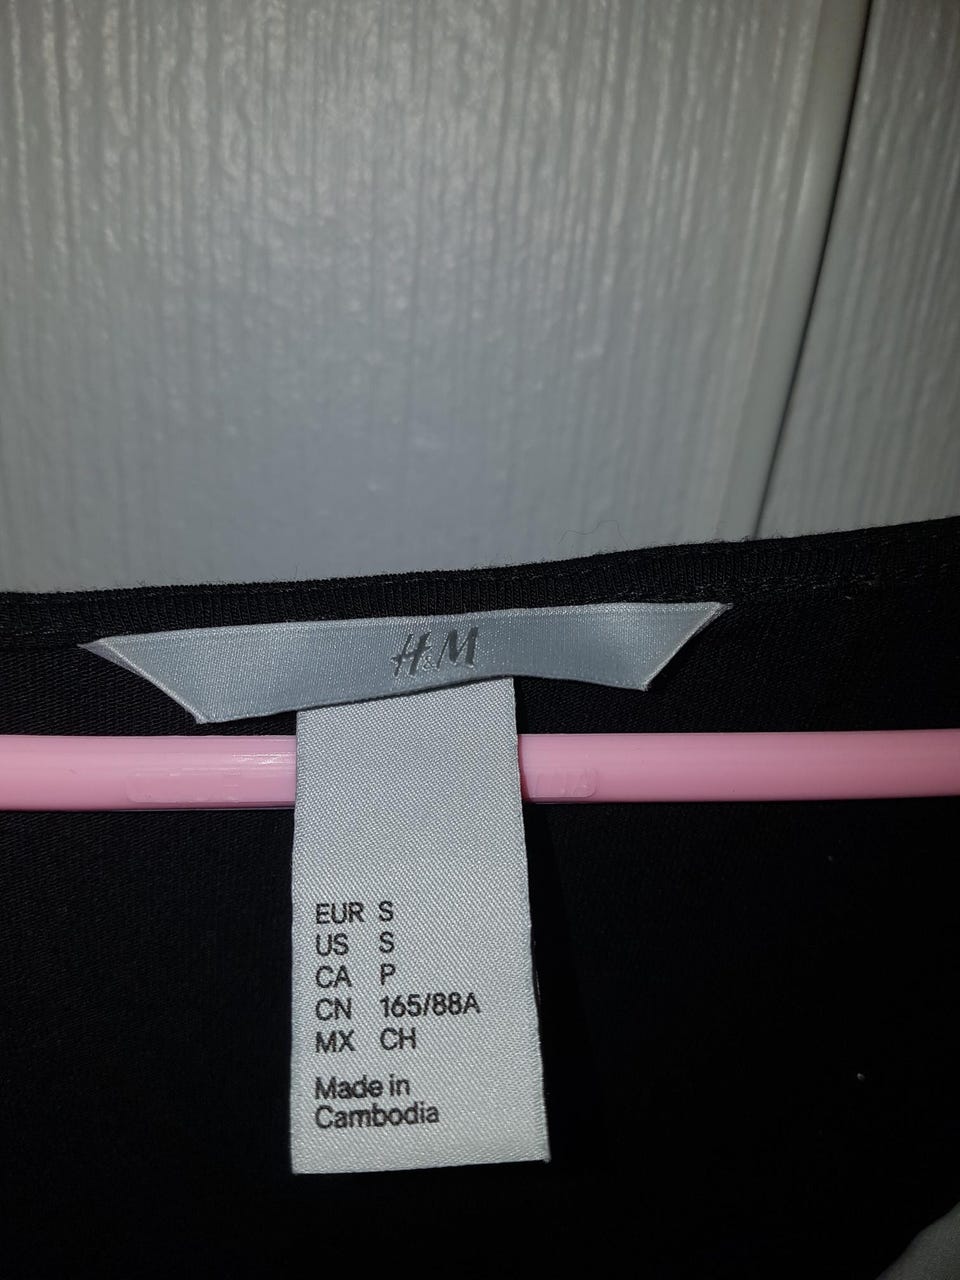 H&M
EUR S
US S
CA P
CN 165/88A
MX CH
Made in
Cambodia